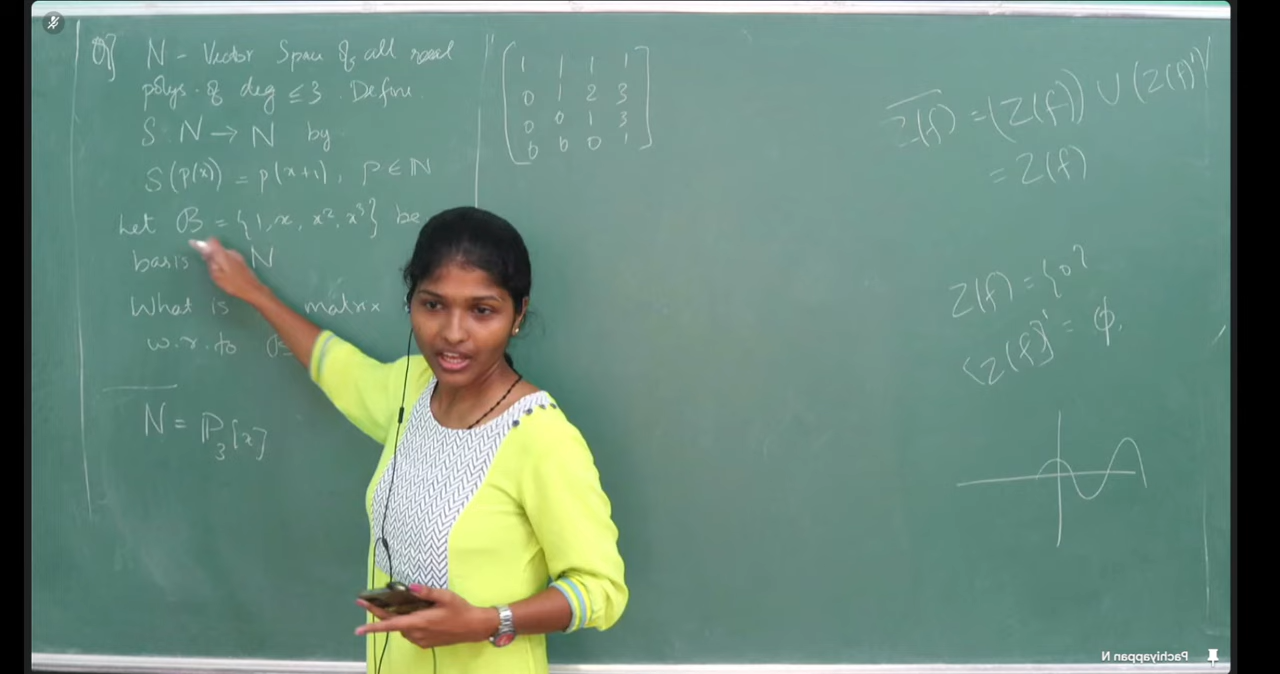 Q] N - Vector Space of all real
polys. of deg ≤ 3. Define
S: N → N by
S(p(x)) = p(x+1), p ∈ N
Let B = {1, x, x², x³} be
basis N
What is matrix
w.r.to B
N = P₃[x]
1 1 1 1
0 1 2 3
0 0 1 3
0 0 0 1
Z(f) = (Z(f)) ∪ (Z(f)')
= Z(f)
Z(f) = {0}
(Z(f))' = φ.
Pachiyappan N